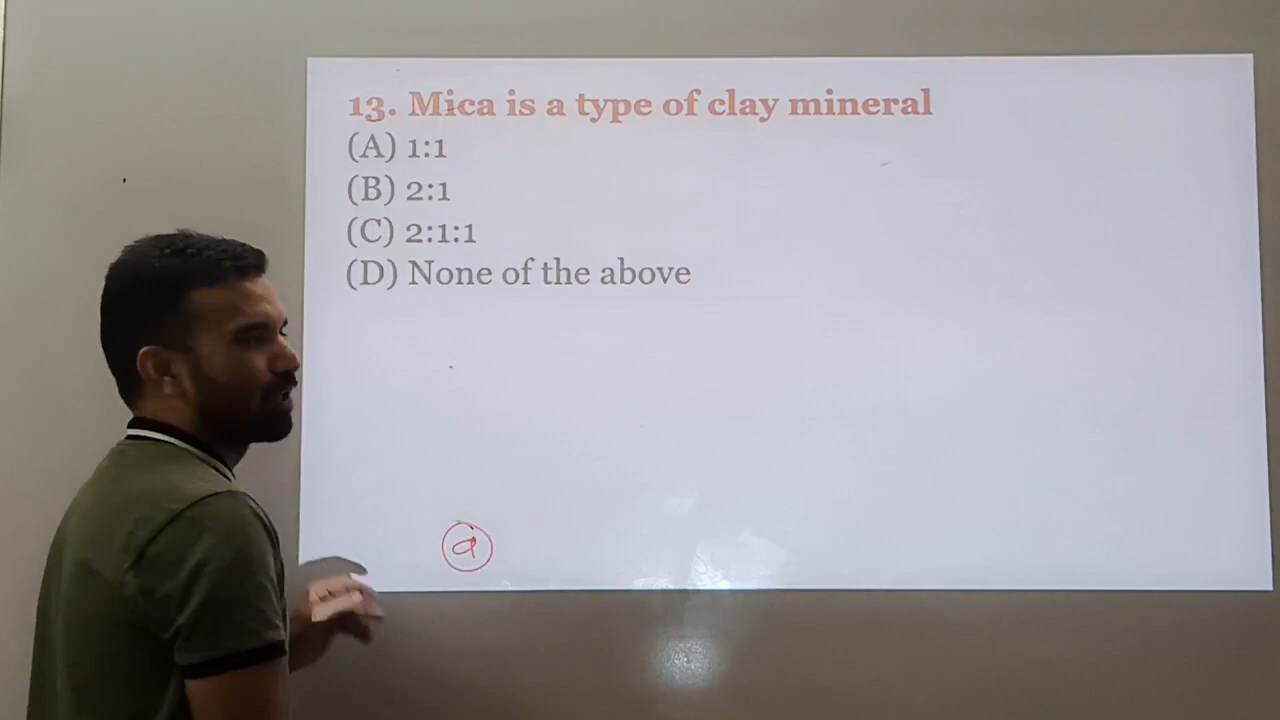 13. Mica is a type of clay mineral
(A) 1:1
(B) 2:1
(C) 2:1:1
(D) None of the above
a